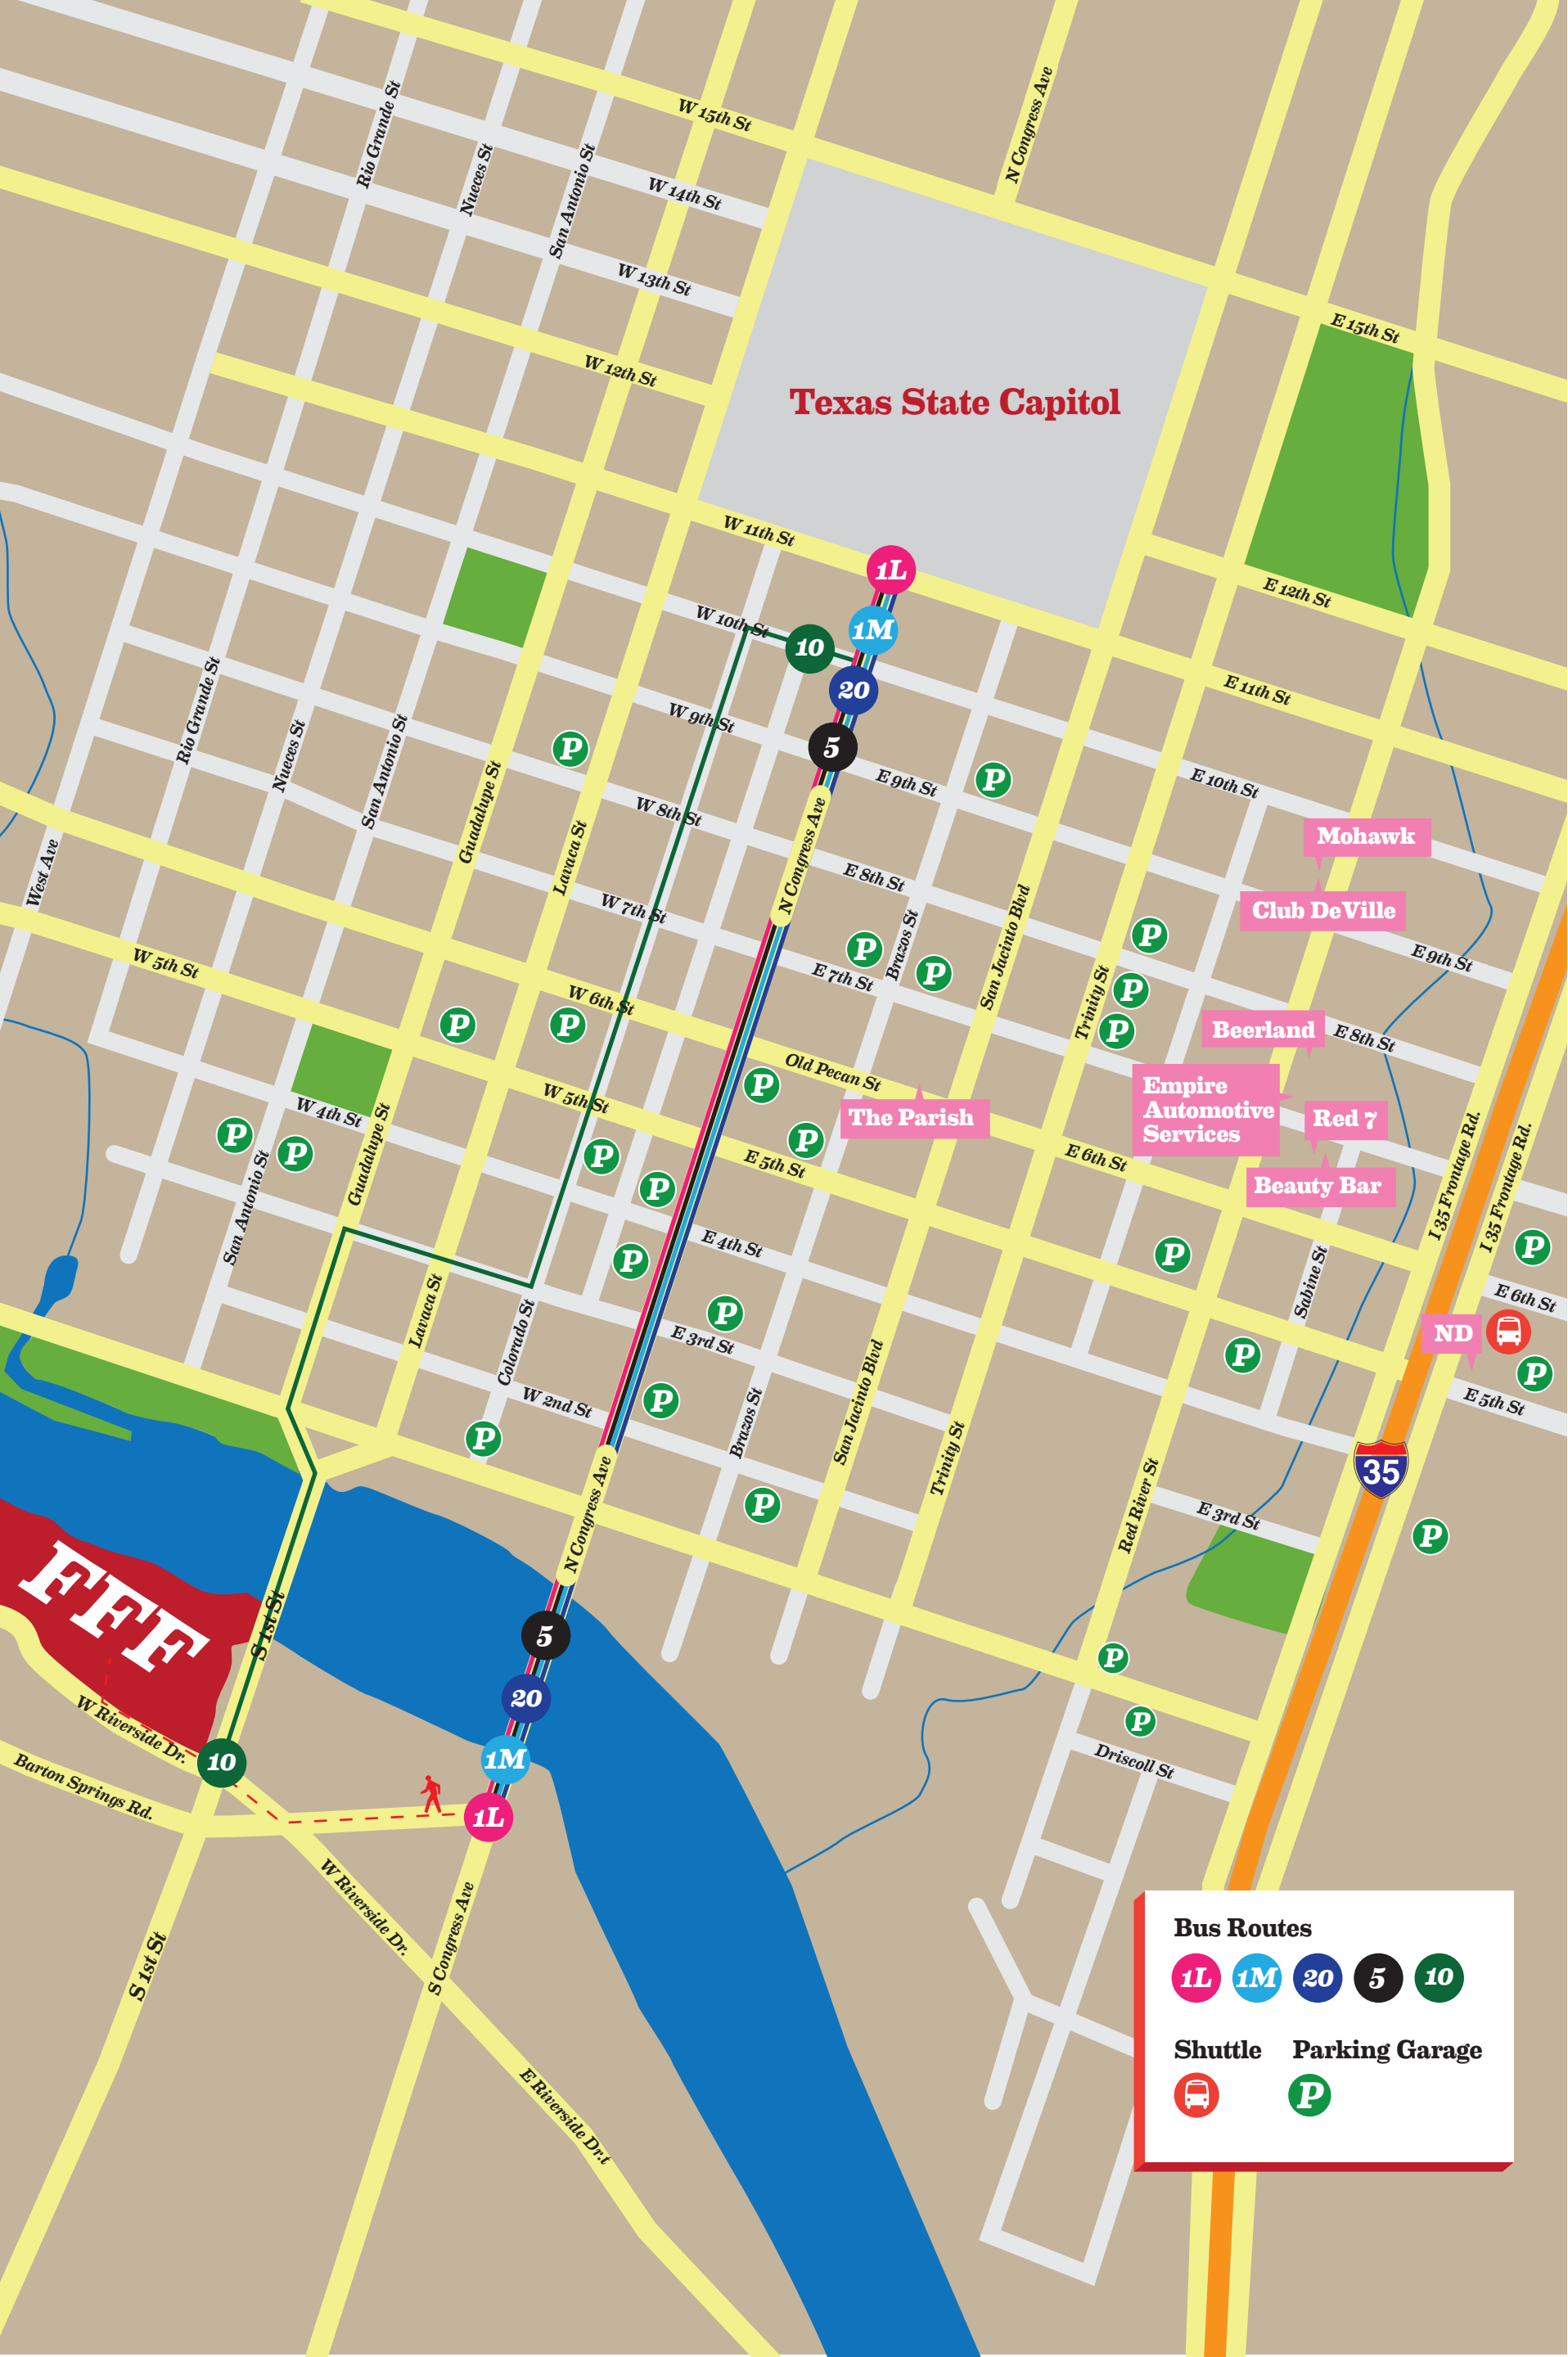 N Congress Ave
W 15th St
Rio Grande St
Nueces St
San Antonio St
W 14th St
W 13th St
E 15th St
W 12th St
Texas State Capitol
W 11th St
1L
E 12th St
W 10th St
1M
10
20
E 11th St
W 9th St
5
Rio Grande St
Nueces St
San Antonio St
P
E 9th St
P
E 10th St
Guadalupe St
Lavaca St
W 8th St
N Congress Ave
Mohawk
West Ave
E 8th St
Club DeVille
W 7th St
Brazos St
San Jacinto Blvd
P
P
P
E 9th St
W 5th St
E 7th St
P
Trinity St
W 6th St
P
P
P
Beerland
E 8th St
Old Pecan St
P
W 5th St
W 4th St
The Parish
Empire
Automotive
Services
Red 7
P
P
Guadalupe St
P
P
E 5th St
E 6th St
Beauty Bar
I 35 Frontage Rd.
I 35 Frontage Rd.
San Antonio St
P
E 4th St
P
P
P
Sabine St
E 6th St
Lavaca St
Colorado St
P
E 3rd St
ND
P
P
W 2nd St
P
Brazos St
San Jacinto Blvd
E 5th St
P
Trinity St
35
N Congress Ave
P
Red River St
E 3rd St
P
FFF
S 1st St
5
P
20
P
W Riverside Dr.
10
1M
Driscoll St
Barton Springs Rd.
1L
W Riverside Dr.
S Congress Ave
S 1st St
E Riverside Dr.t
Bus Routes
1L 1M 20 5 10
Shuttle Parking Garage
P